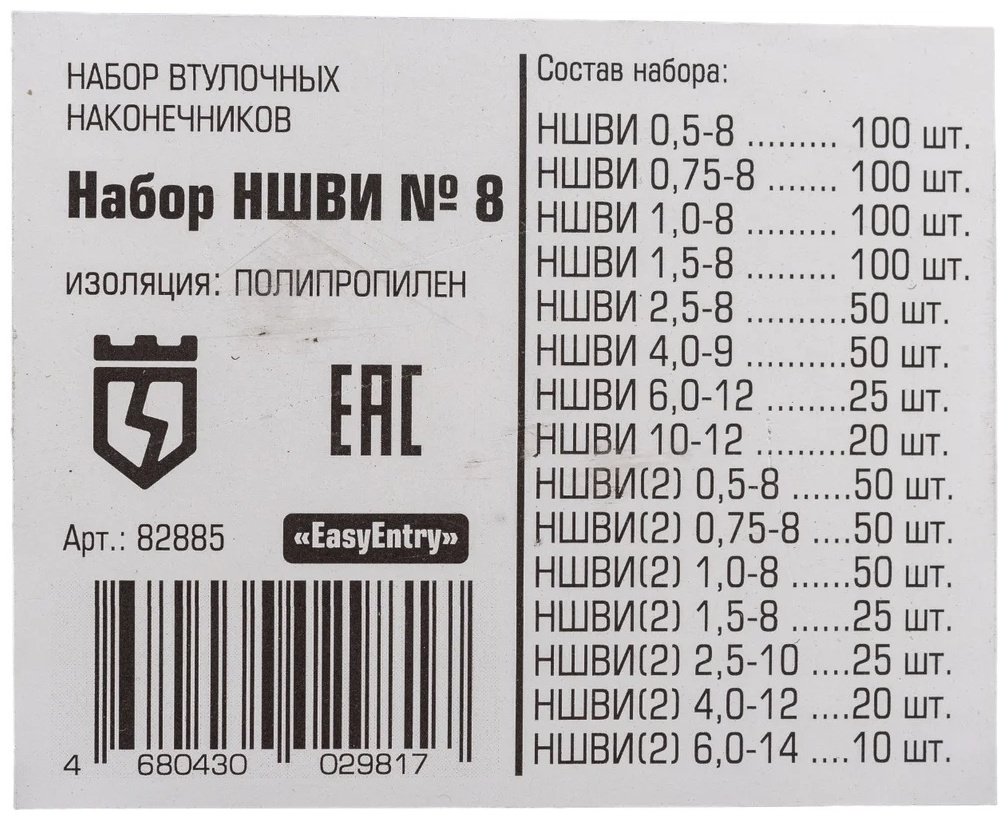 НАБОР ВТУЛОЧНЫХ
НАКОНЕЧНИКОВ
Набор НШВИ № 8
ИЗОЛЯЦИЯ: ПОЛИПРОПИЛЕН
EAC
Арт.: 82885
«EasyEntry»
4 680430 029817
Состав набора:
НШВИ 0,5-8 ......... 100 шт.
НШВИ 0,75-8 ....... 100 шт.
НШВИ 1,0-8 ......... 100 шт.
НШВИ 1,5-8 ......... 100 шт.
НШВИ 2,5-8 ..........50 шт.
НШВИ 4,0-9 ..........50 шт.
НШВИ 6,0-12 ........25 шт.
НШВИ 10-12 .........20 шт.
НШВИ(2) 0,5-8 ......50 шт.
НШВИ(2) 0,75-8 ....50 шт.
НШВИ(2) 1,0-8 ......50 шт.
НШВИ(2) 1,5-8 ......25 шт.
НШВИ(2) 2,5-10 ....25 шт.
НШВИ(2) 4,0-12 ....20 шт.
НШВИ(2) 6,0-14 ....10 шт.